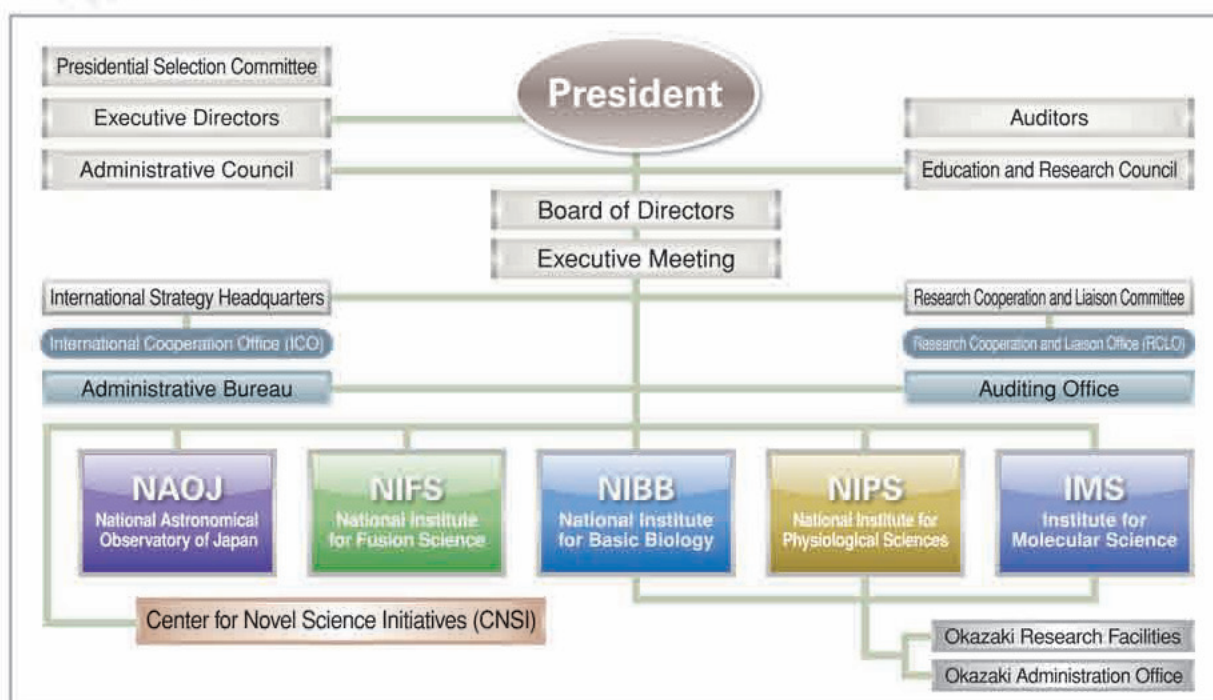 President
Presidential Selection Committee
Executive Directors
Auditors
Administrative Council
Education and Research Council
Board of Directors
Executive Meeting
International Strategy Headquarters
Research Cooperation and Liaison Committee
International Cooperation Office (ICO)
Research Cooperation and Liaison Office (RCLO)
Administrative Bureau
Auditing Office
NAOJ
National Astronomical
Observatory of Japan
NIFS
National Institute
for Fusion Science
NIBB
National Institute
for Basic Biology
NIPS
National Institute for
Physiological Sciences
IMS
Institute for
Molecular Science
Center for Novel Science Initiatives (CNSI)
Okazaki Research Facilities
Okazaki Administration Office